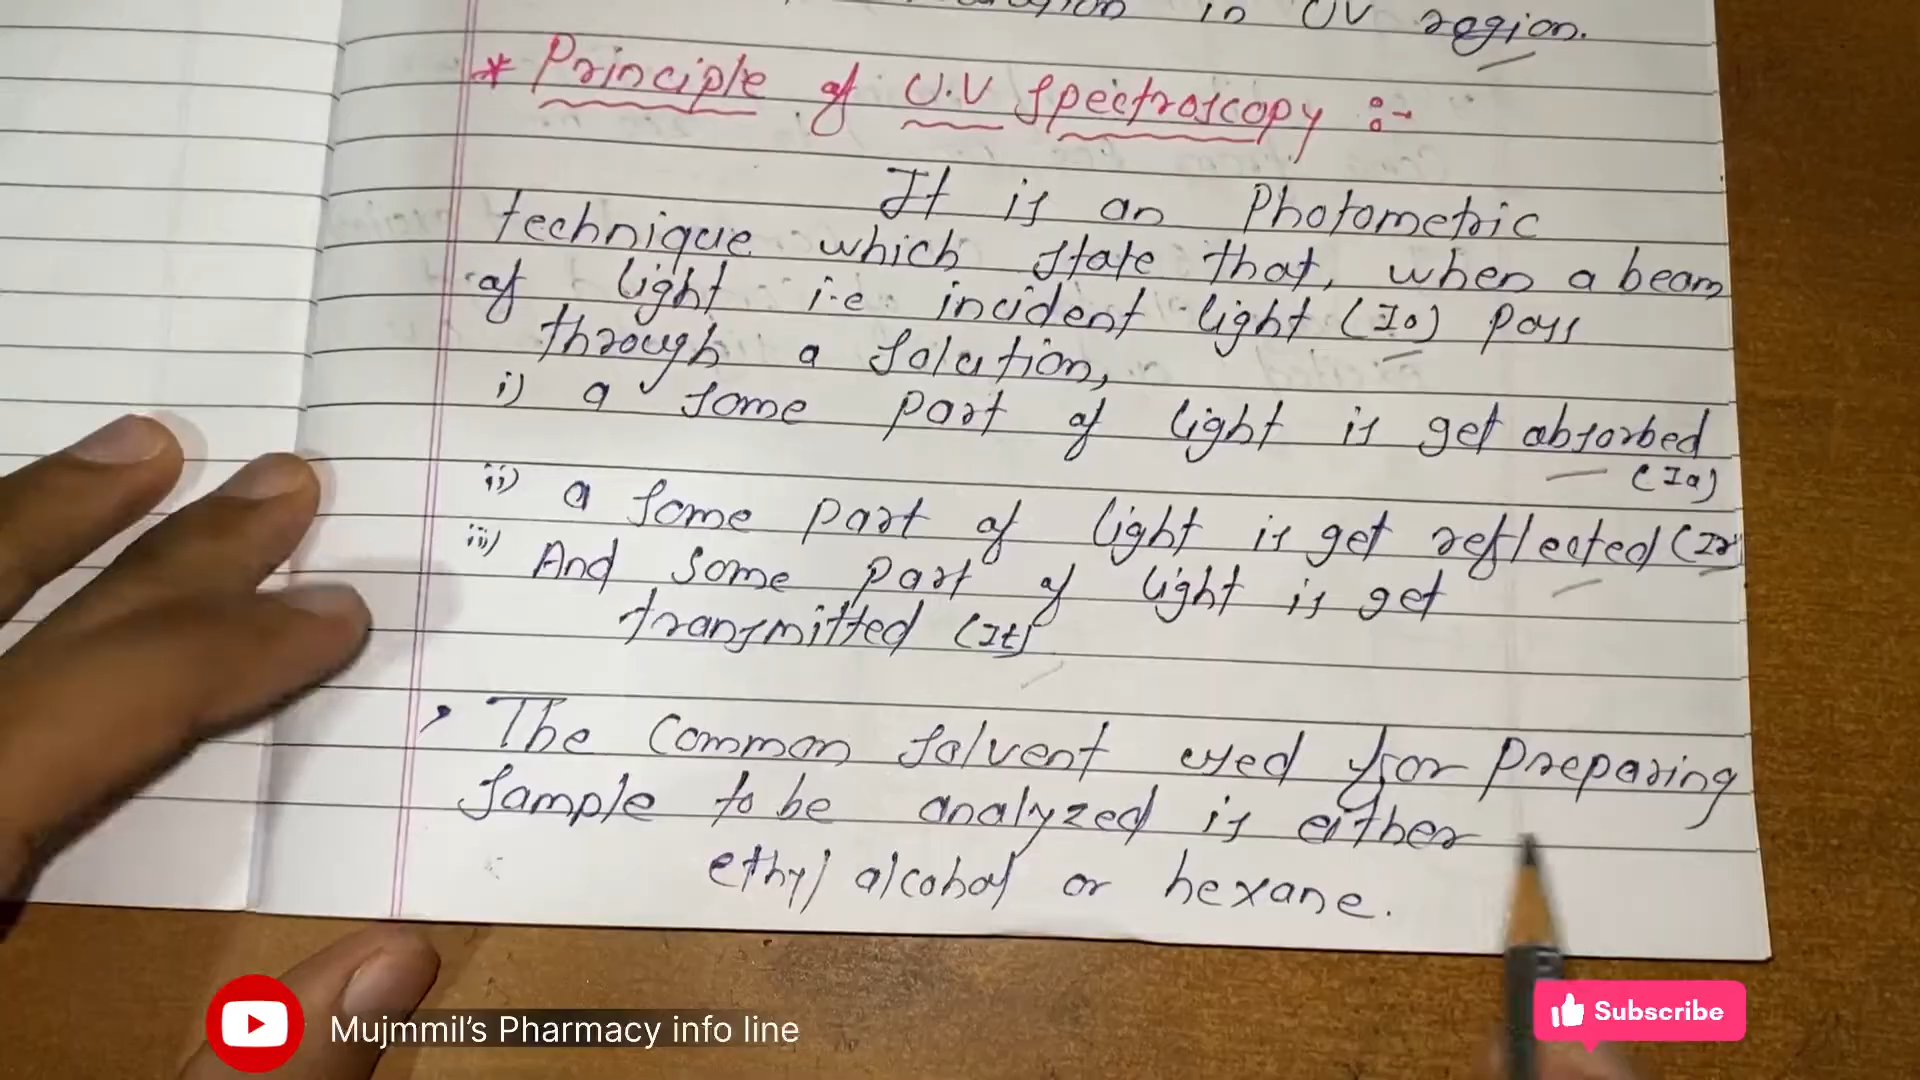 in UV region.
* Principle of U.V Spectroscopy :-
It is an Photometric
technique which state that, when a beam
of light i.e incident light (Io) pass
through a solution,
i) a some part of light is get absorbed
(Ia)
ii) a some part of light is get reflected (Ir)
iii) And some part of light is get
transmitted (It)
> The Common solvent used for preparing
sample to be analyzed is either
ethyl alcohol or hexane.
Mujmmil's Pharmacy info line
Subscribe